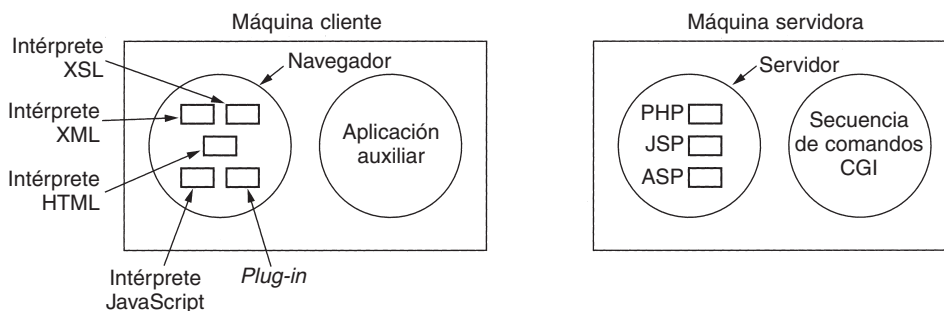 Máquina cliente
Máquina servidora
Intérprete
XSL
Navegador
Servidor
Intérprete
XML
Aplicación
auxiliar
PHP
JSP
ASP
Secuencia
de comandos
CGI
Intérprete
HTML
Intérprete
JavaScript
Plug-in